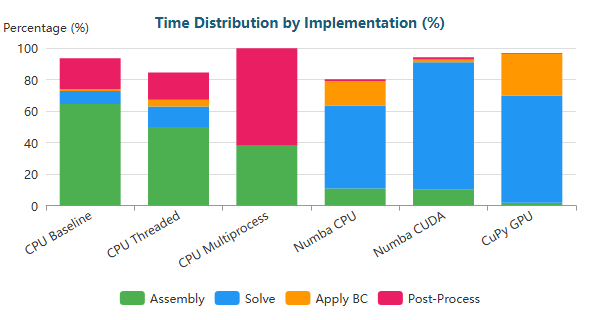 Time Distribution by Implementation (%)
Percentage (%)
100
80
60
40
20
0
CPU Baseline
CPU Threaded
CPU Multiprocess
Numba CPU
Numba CUDA
CuPy GPU
Assembly Solve Apply BC Post-Process